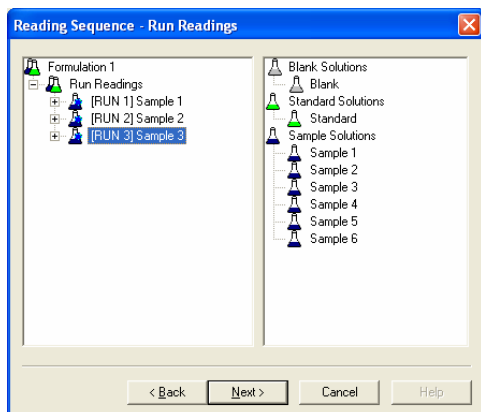 Reading Sequence - Run Readings
Formulation 1
Run Readings
[RUN 1] Sample 1
[RUN 2] Sample 2
[RUN 3] Sample 3
Blank Solutions
Blank
Standard Solutions
Standard
Sample Solutions
Sample 1
Sample 2
Sample 3
Sample 4
Sample 5
Sample 6
< Back
Next >
Cancel
Help